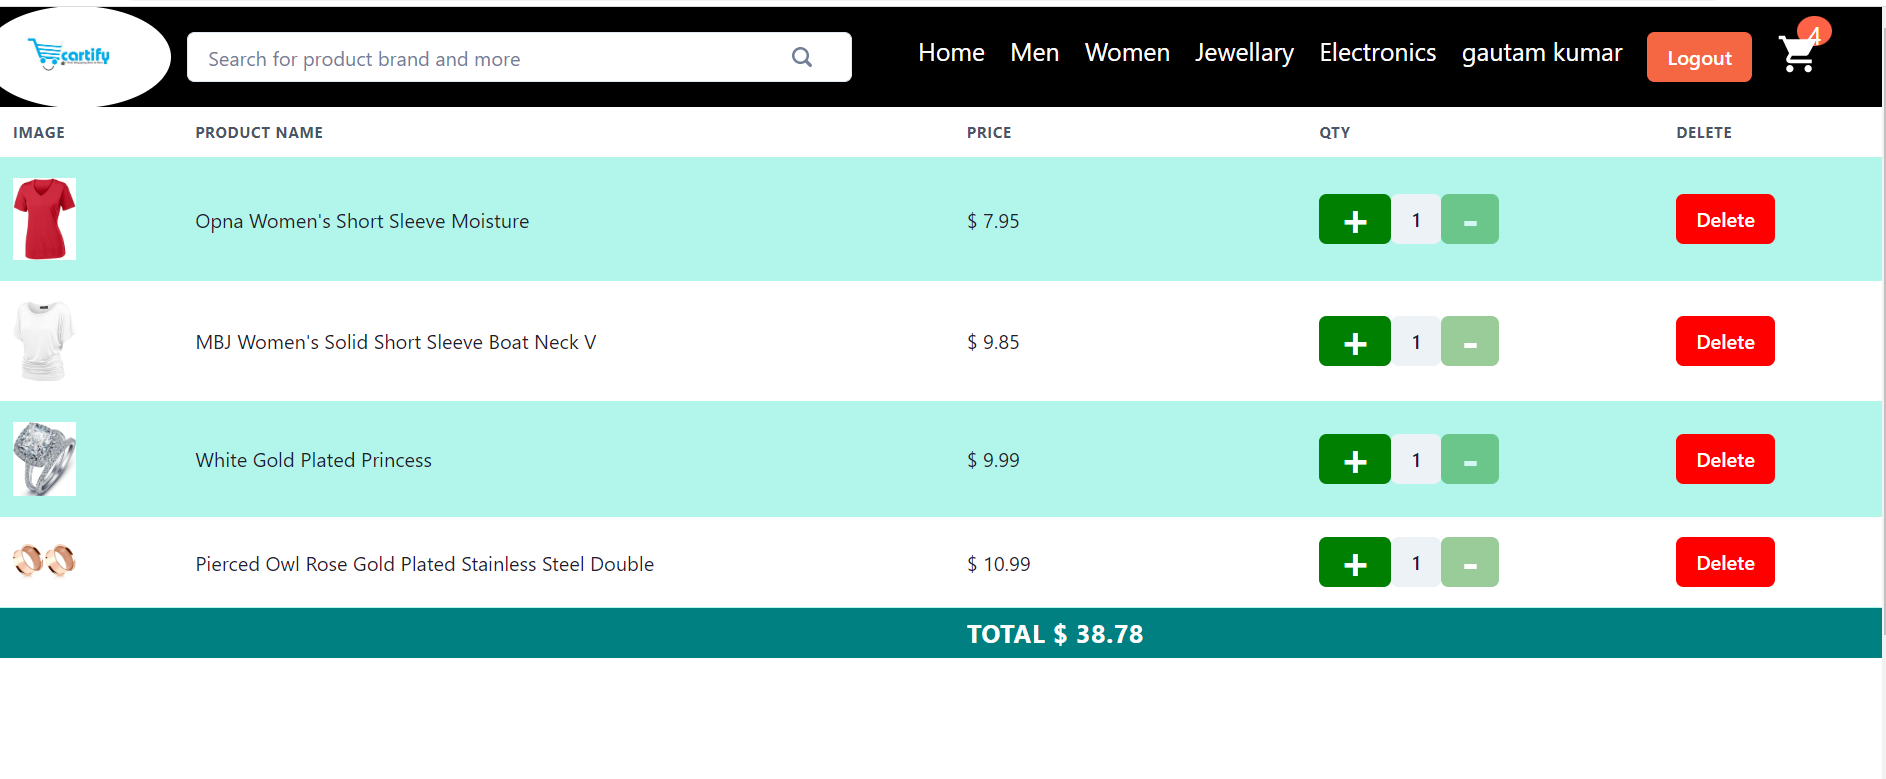 cartify
Search for product brand and more
Home Men Women Jewellary Electronics gautam kumar Logout 4
IMAGE PRODUCT NAME PRICE QTY DELETE
Opna Women's Short Sleeve Moisture $ 7.95 + 1 - Delete
MBJ Women's Solid Short Sleeve Boat Neck V $ 9.85 + 1 - Delete
White Gold Plated Princess $ 9.99 + 1 - Delete
Pierced Owl Rose Gold Plated Stainless Steel Double $ 10.99 + 1 - Delete
TOTAL $ 38.78